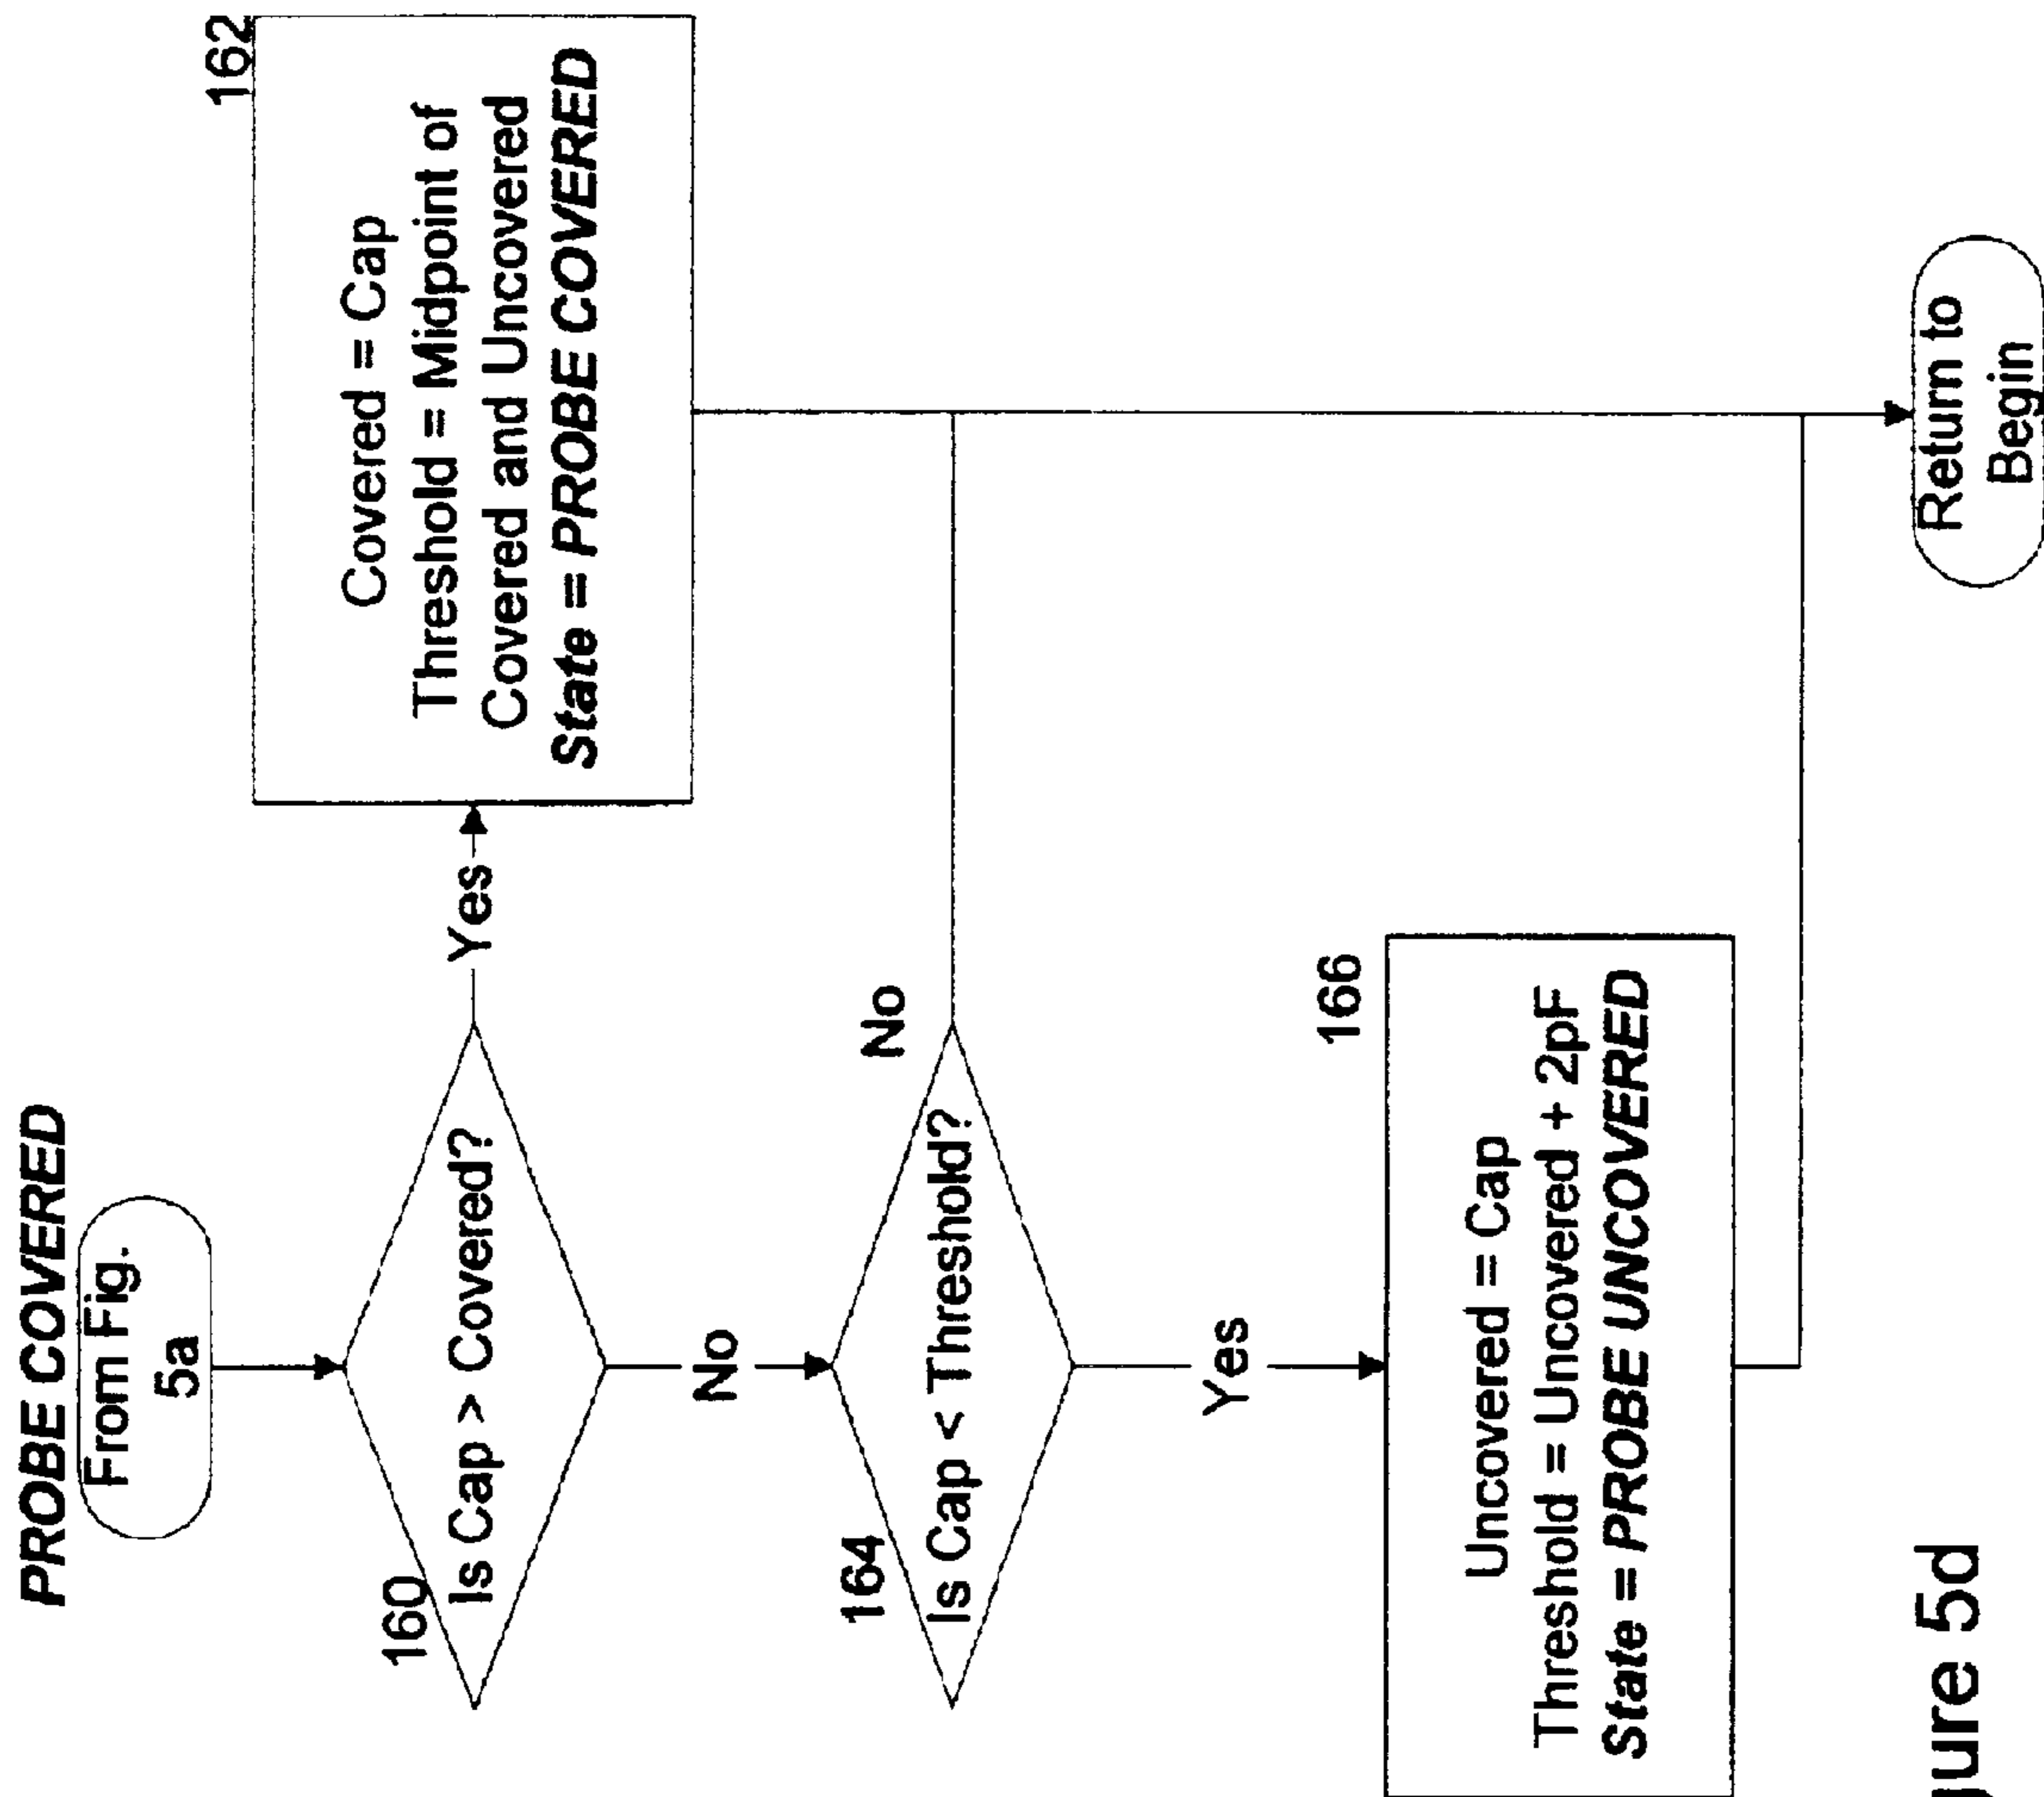 PROBE COVERED
From Fig.
5a
160
Is Cap > Covered?
Yes
162
Covered = Cap
Threshold = Midpoint of
Covered and Uncovered
State = PROBE COVERED
No
164
Is Cap < Threshold?
No
Yes
166
Uncovered = Cap
Threshold = Uncovered + 2pF
State = PROBE UNCOVERED
Return to
Begin
5d